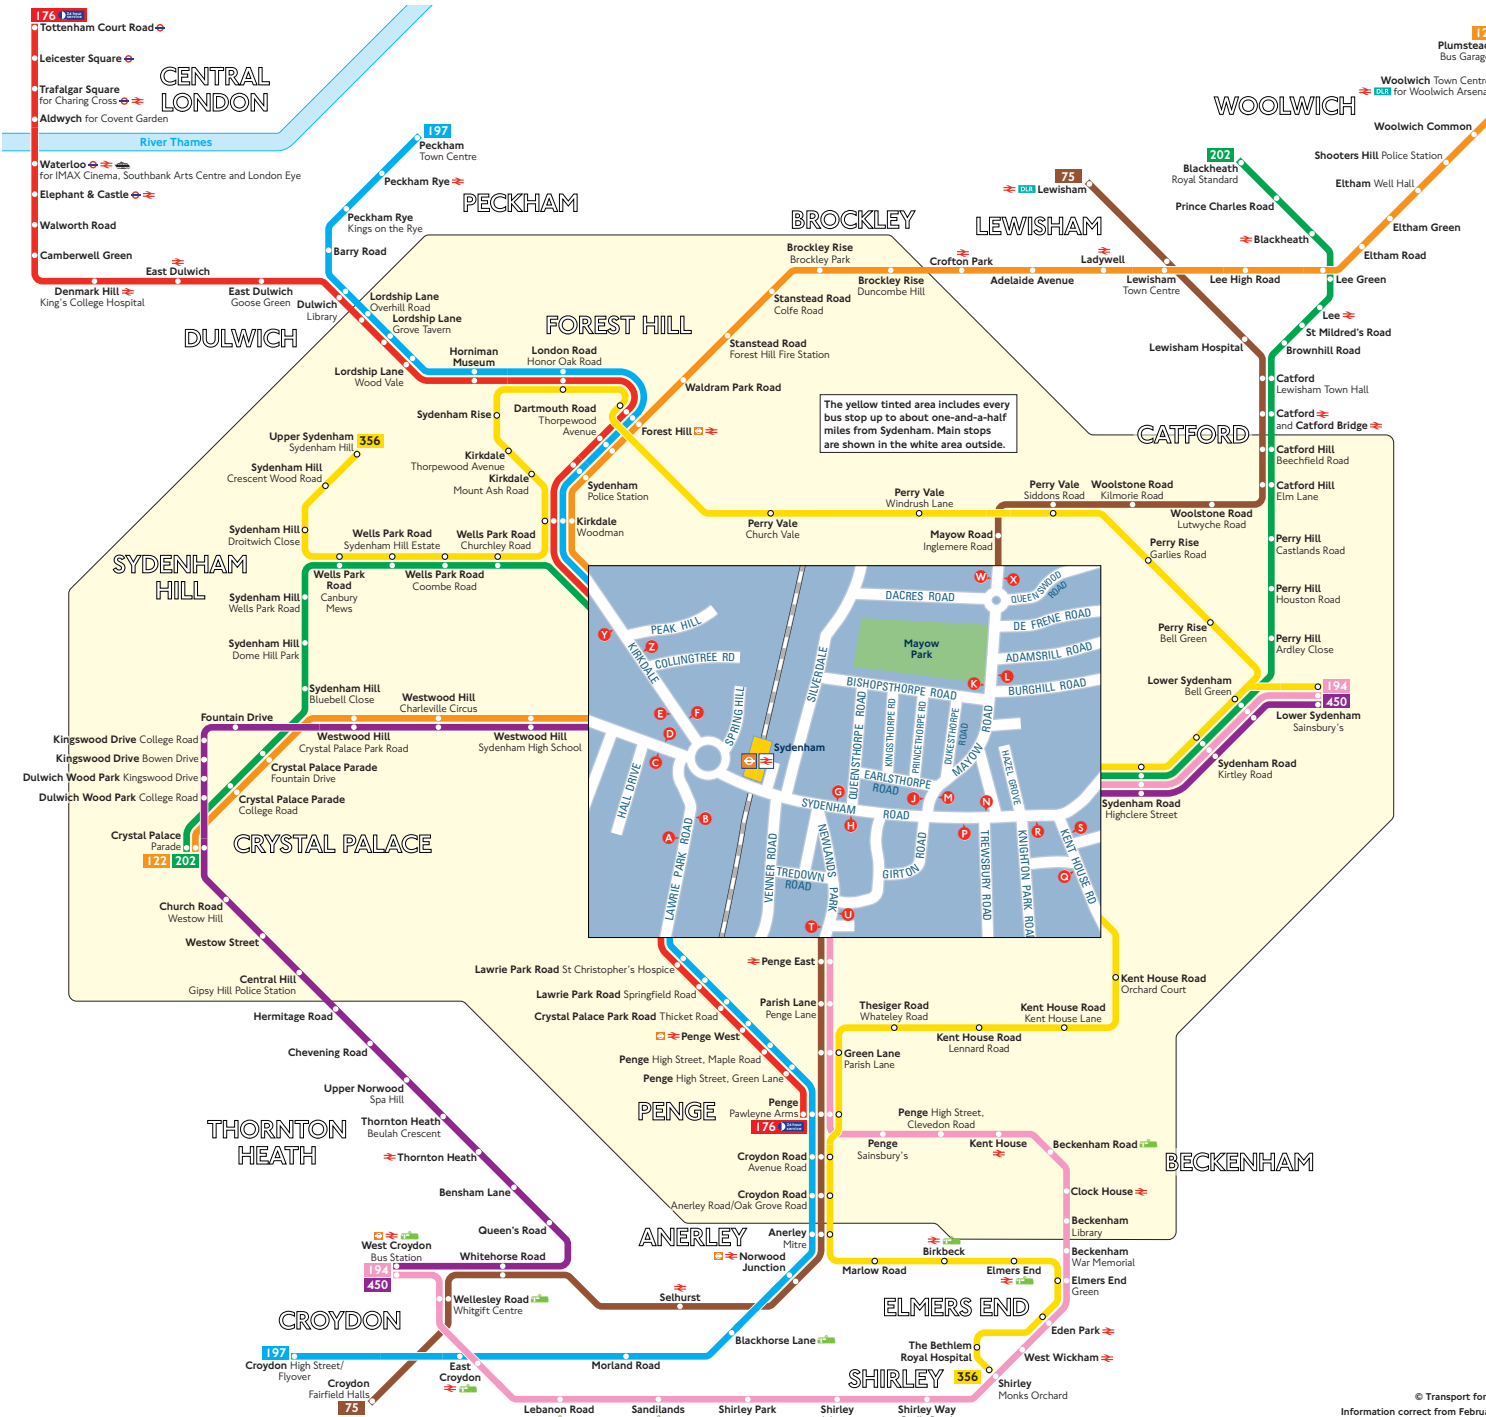 176 24 hour service
Tottenham Court Road
Leicester Square
Trafalgar Square
for Charing Cross
Aldwych for Covent Garden
CENTRAL
LONDON
River Thames
Waterloo
for IMAX Cinema, Southbank Arts Centre and London Eye
Elephant & Castle
Walworth Road
Camberwell Green
Denmark Hill
King's College Hospital
East Dulwich
East Dulwich
Goose Green
Dulwich
Library
DULWICH
197
Peckham
Town Centre
Peckham Rye
Peckham Rye
Kings on the Rye
Barry Road
PECKHAM
Lordship Lane
Overhill Road
Lordship Lane
Grove Tavern
Lordship Lane
Wood Vale
Horniman
Museum
London Road
Honor Oak Road
FOREST HILL
BROCKLEY
Brockley Rise
Brockley Park
Brockley Rise
Duncombe Hill
Crofton Park
Adelaide Avenue
Ladywell
Lewisham
Town Centre
Lee High Road
Lee Green
LEWISHAM
75
DLR Lewisham
202
Blackheath
Royal Standard
Prince Charles Road
Blackheath
WOOLWICH
12
Plumstead
Bus Garage
Woolwich Town Centre
DLR for Woolwich Arsenal
Woolwich Common
Shooters Hill Police Station
Eltham Well Hall
Eltham Green
Eltham Road
Lee
St Mildred's Road
Brownhill Road
Lewisham Hospital
Catford
Lewisham Town Hall
Catford
and Catford Bridge
CATFORD
Catford Hill
Beechfield Road
Catford Hill
Elm Lane
Perry Hill
Castlands Road
Perry Hill
Houston Road
Perry Hill
Ardley Close
Stanstead Road
Colfe Road
Stanstead Road
Forest Hill Fire Station
Waldram Park Road
Forest Hill
The yellow tinted area includes every
bus stop up to about one-and-a-half
miles from Sydenham. Main stops
are shown in the white area outside.
Sydenham Rise
Dartmouth Road
Thorpewood
Avenue
Kirkdale
Thorpewood Avenue
Kirkdale
Mount Ash Road
Sydenham
Police Station
Kirkdale
Woodman
356
Upper Sydenham
Sydenham Hill
Sydenham Hill
Crescent Wood Road
Sydenham Hill
Droitwich Close
Wells Park Road
Sydenham Hill Estate
Wells Park Road
Churchley Road
Wells Park
Road
Canbury
Mews
Wells Park Road
Coombe Road
SYDENHAM
HILL
Sydenham Hill
Wells Park Road
Sydenham Hill
Dome Hill Park
Sydenham Hill
Bluebell Close
Westwood Hill
Charleville Circus
Westwood Hill
Crystal Palace Park Road
Westwood Hill
Sydenham High School
Fountain Drive
Kingswood Drive College Road
Kingswood Drive Bowen Drive
Dulwich Wood Park Kingswood Drive
Dulwich Wood Park College Road
Crystal Palace Parade
Fountain Drive
Crystal Palace Parade
College Road
Crystal Palace
Parade
122 202
CRYSTAL PALACE
Perry Vale
Windrush Lane
Perry Vale
Church Vale
Perry Vale
Siddons Road
Woolstone Road
Kilmorie Road
Woolstone Road
Lutwyche Road
Mayow Road
Inglemere Road
Perry Rise
Garlies Road
Perry Rise
Bell Green
Lower Sydenham
Bell Green
194
450
Lower Sydenham
Sainsbury's
Sydenham Road
Kirtley Road
Sydenham Road
Highclere Street
W X
Y
Z
PEAK HILL
COLLINGTREE RD
KIRKDALE
E F
D
C
SPRING HILL
HALL DRIVE
LAWRIE PARK ROAD
A B
Sydenham
SILVERDALE
DACRES ROAD
QUEENSWOOD
ROAD
DE FRENE ROAD
ADAMSRILL ROAD
BURGHILL ROAD
Mayow
Park
K L
BISHOPSTHORPE ROAD
QUEENSTHORPE ROAD
KINGSTHORPE RD
PRINCETHORPE RD
DUKESTHORPE
ROAD
MAYOW ROAD
EARLSTHORPE
ROAD
HAZEL GROVE
SYDENHAM ROAD
G H J M N P R S Q
VENNER ROAD
NEWLANDS PARK
TREDOWN
ROAD
GIRTON ROAD
TREWSBURY ROAD
KNIGHTON PARK ROAD
KENT HOUSE RD
T U
Church Road
Westow Hill
Westow Street
Central Hill
Gipsy Hill Police Station
Hermitage Road
Chevening Road
Upper Norwood
Spa Hill
Thornton Heath
Beulah Crescent
Thornton Heath
Bensham Lane
Queen's Road
Whitehorse Road
THORNTON
HEATH
West Croydon
Bus Station
194
450
Wellesley Road
Whitgift Centre
CROYDON
197
Croydon High Street/
Flyover
Croydon
Fairfield Halls
75
East
Croydon
Selhurst
Morland Road
Blackhorse Lane
Norwood
Junction
Lawrie Park Road St Christopher's Hospice
Lawrie Park Road Springfield Road
Crystal Palace Park Road Thicket Road
Penge West
Penge High Street, Maple Road
Penge High Street, Green Lane
PENGE
Penge
Pawleyne Arms
176 24 hour service
Croydon Road
Avenue Road
Croydon Road
Anerley Road/Oak Grove Road
ANERLEY
Anerley
Mitre
Penge East
Parish Lane
Penge Lane
Green Lane
Parish Lane
Thesiger Road
Whateley Road
Kent House Road
Lennard Road
Kent House Road
Kent House Lane
Kent House Road
Orchard Court
Penge High Street,
Clevedon Road
Penge
Sainsbury's
Kent House
Beckenham Road
BECKENHAM
Clock House
Beckenham
Library
Beckenham
War Memorial
Elmers End
Green
Marlow Road
Birkbeck
Elmers End
ELMERS END
Eden Park
West Wickham
The Bethlem
Royal Hospital
356
SHIRLEY
Shirley
Monks Orchard
Lebanon Road
Sandilands
Shirley Park
Shirley
Shirley Way
© Transport for
Information correct from Februa